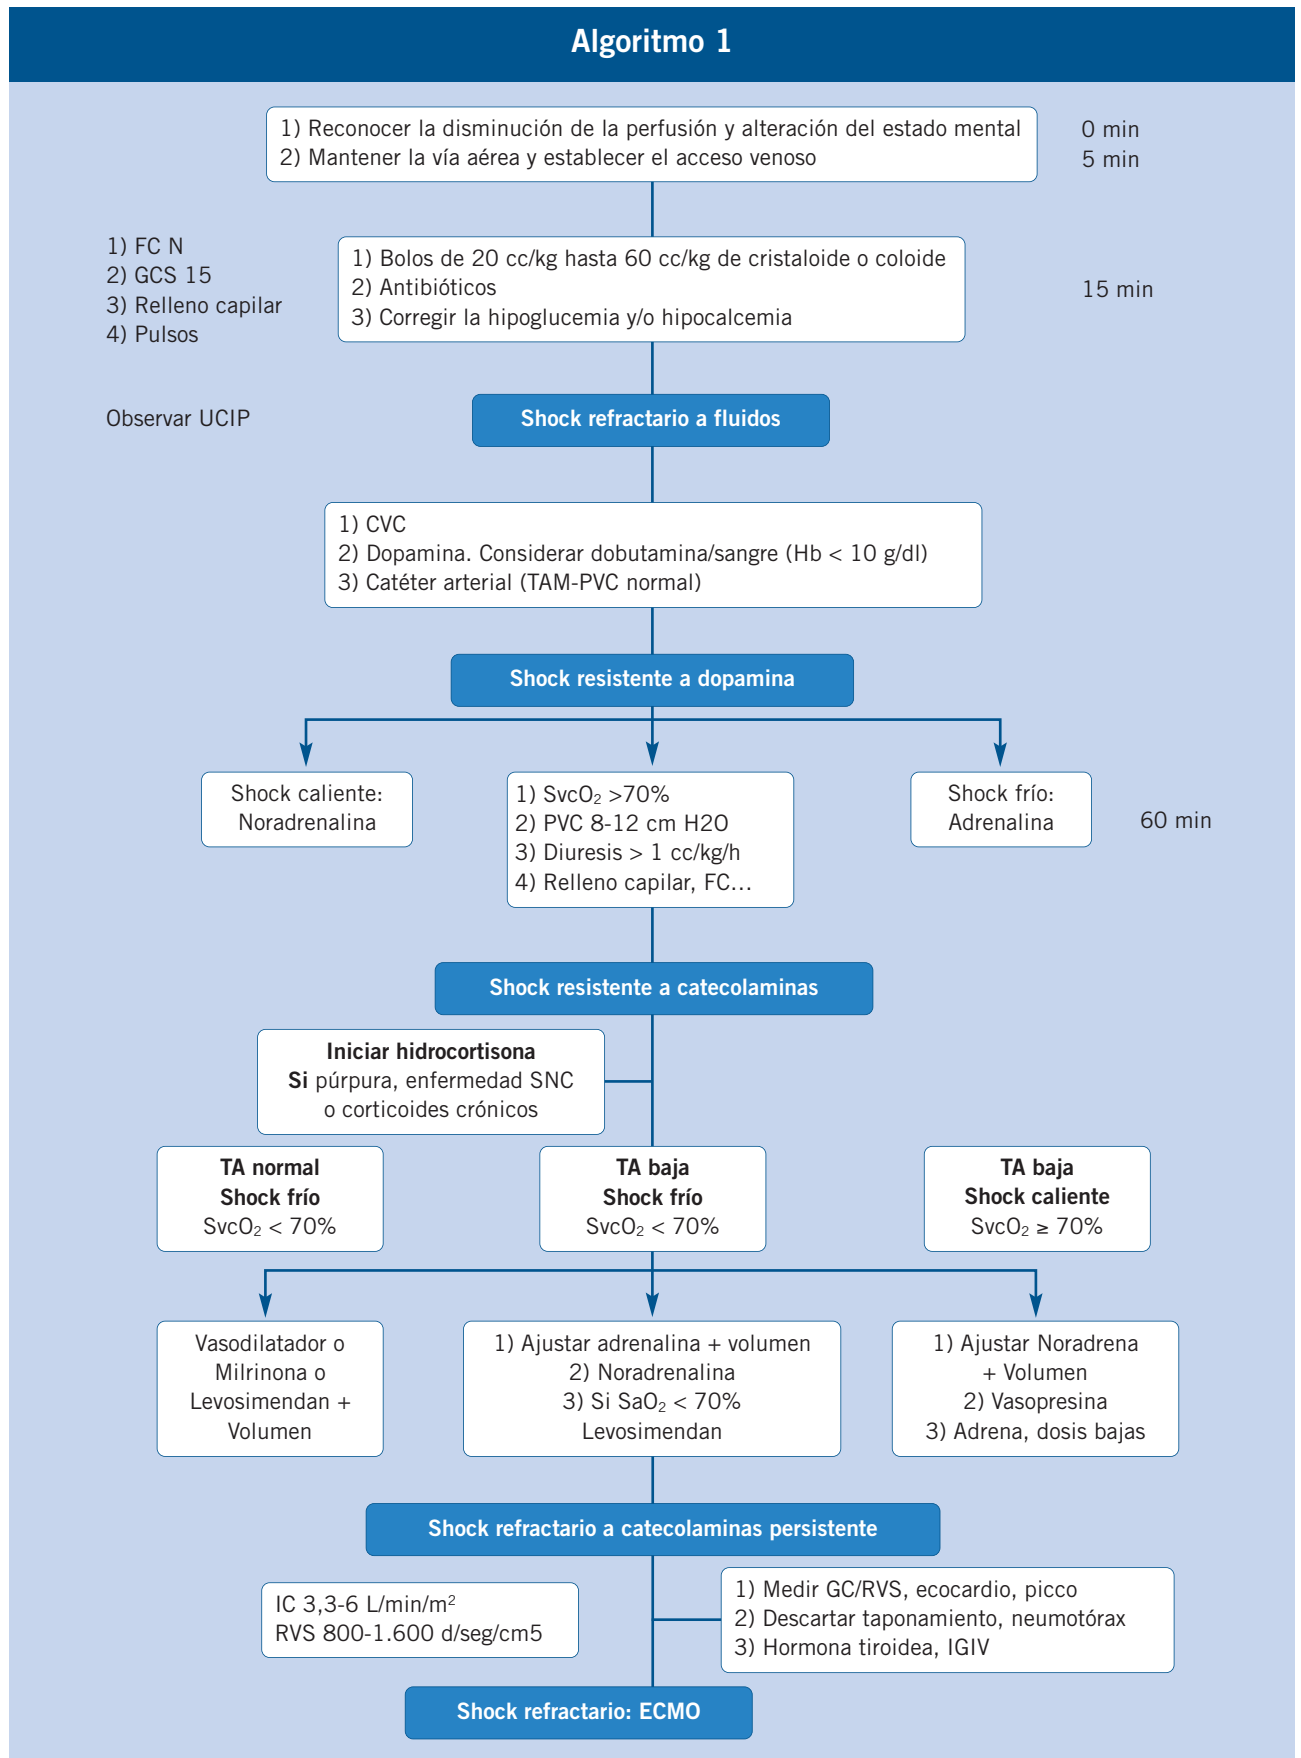 Algoritmo 1
1) Reconocer la disminución de la perfusión y alteración del estado mental
2) Mantener la vía aérea y establecer el acceso venoso
0 min
5 min
1) FC N
2) GCS 15
3) Relleno capilar
4) Pulsos
1) Bolos de 20 cc/kg hasta 60 cc/kg de cristaloide o coloide
2) Antibióticos
3) Corregir la hipoglucemia y/o hipocalcemia
15 min
Observar UCIP
Shock refractario a fluidos
1) CVC
2) Dopamina. Considerar dobutamina/sangre (Hb < 10 g/dl)
3) Catéter arterial (TAM-PVC normal)
Shock resistente a dopamina
Shock caliente:
Noradrenalina
1) SvcO₂ >70%
2) PVC 8-12 cm H2O
3) Diuresis > 1 cc/kg/h
4) Relleno capilar, FC…
Shock frío:
Adrenalina
60 min
Shock resistente a catecolaminas
Iniciar hidrocortisona
Si púrpura, enfermedad SNC
o corticoides crónicos
TA normal
Shock frío
SvcO₂ < 70%
TA baja
Shock frío
SvcO₂ < 70%
TA baja
Shock caliente
SvcO₂ ≥ 70%
Vasodilatador o
Milrinona o
Levosimendan +
Volumen
1) Ajustar adrenalina + volumen
2) Noradrenalina
3) Si SaO₂ < 70%
Levosimendan
1) Ajustar Noradrena
+ Volumen
2) Vasopresina
3) Adrena, dosis bajas
Shock refractario a catecolaminas persistente
IC 3,3-6 L/min/m²
RVS 800-1.600 d/seg/cm5
1) Medir GC/RVS, ecocardio, picco
2) Descartar taponamiento, neumotórax
3) Hormona tiroidea, IGIV
Shock refractario: ECMO